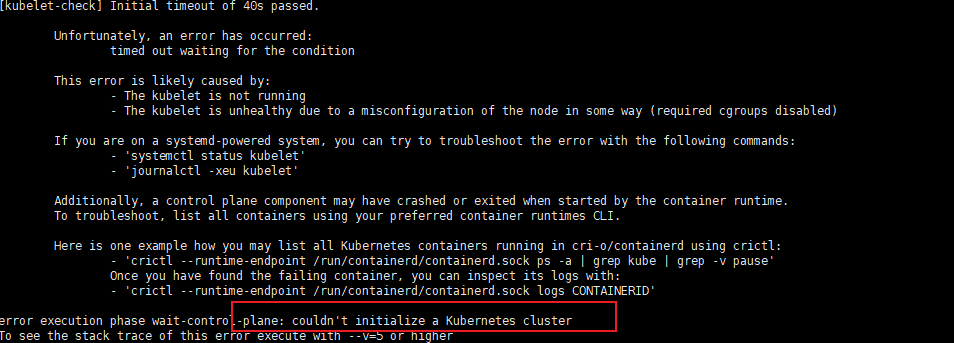 [kubelet-check] Initial timeout of 40s passed.
Unfortunately, an error has occurred:
timed out waiting for the condition
This error is likely caused by:
- The kubelet is not running
- The kubelet is unhealthy due to a misconfiguration of the node in some way (required cgroups disabled)
If you are on a systemd-powered system, you can try to troubleshoot the error with the following commands:
- 'systemctl status kubelet'
- 'journalctl -xeu kubelet'
Additionally, a control plane component may have crashed or exited when started by the container runtime.
To troubleshoot, list all containers using your preferred container runtimes CLI.
Here is one example how you may list all Kubernetes containers running in cri-o/containerd using crictl:
- 'crictl --runtime-endpoint /run/containerd/containerd.sock ps -a | grep kube | grep -v pause'
Once you have found the failing container, you can inspect its logs with:
- 'crictl --runtime-endpoint /run/containerd/containerd.sock logs CONTAINERID'
error execution phase wait-control-plane: couldn't initialize a Kubernetes cluster
To see the stack trace of this error execute with --v=5 or higher